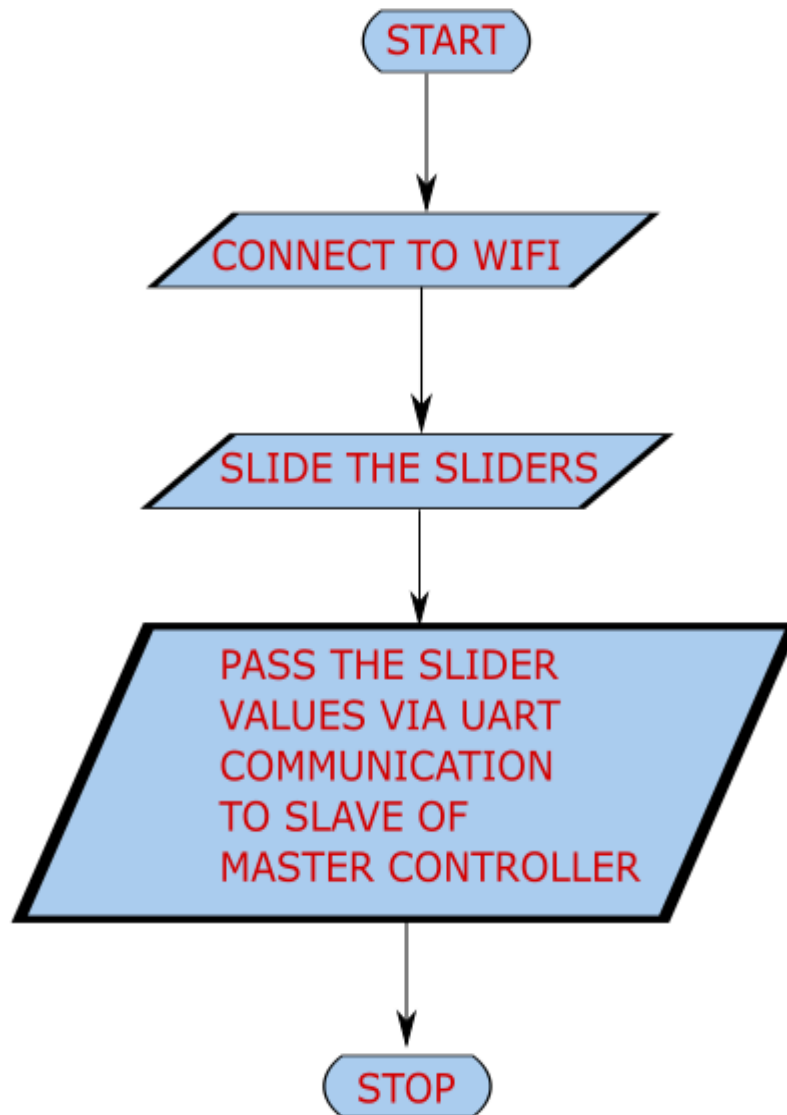 START
CONNECT TO WIFI
SLIDE THE SLIDERS
PASS THE SLIDER
VALUES VIA UART
COMMUNICATION
TO SLAVE OF
MASTER CONTROLLER
STOP